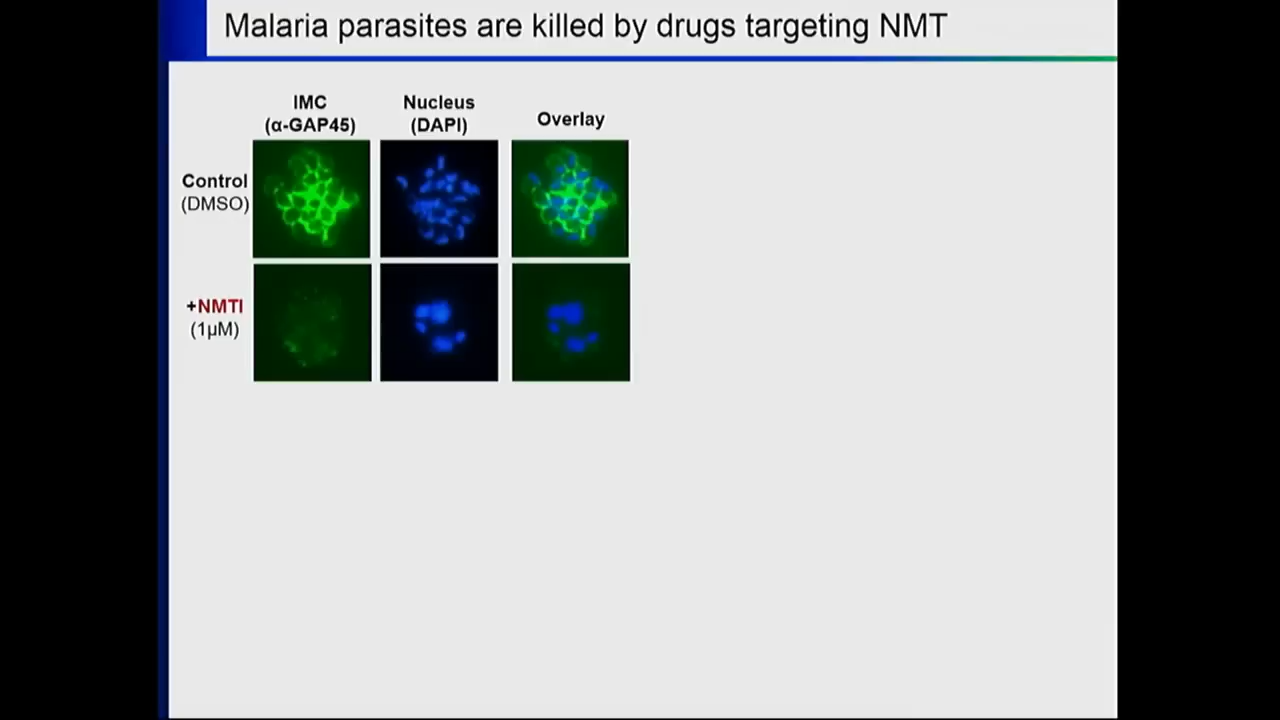 Malaria parasites are killed by drugs targeting NMT
IMC
(α-GAP45)
Nucleus
(DAPI)
Overlay
Control
(DMSO)
+NMTI
(1µM)